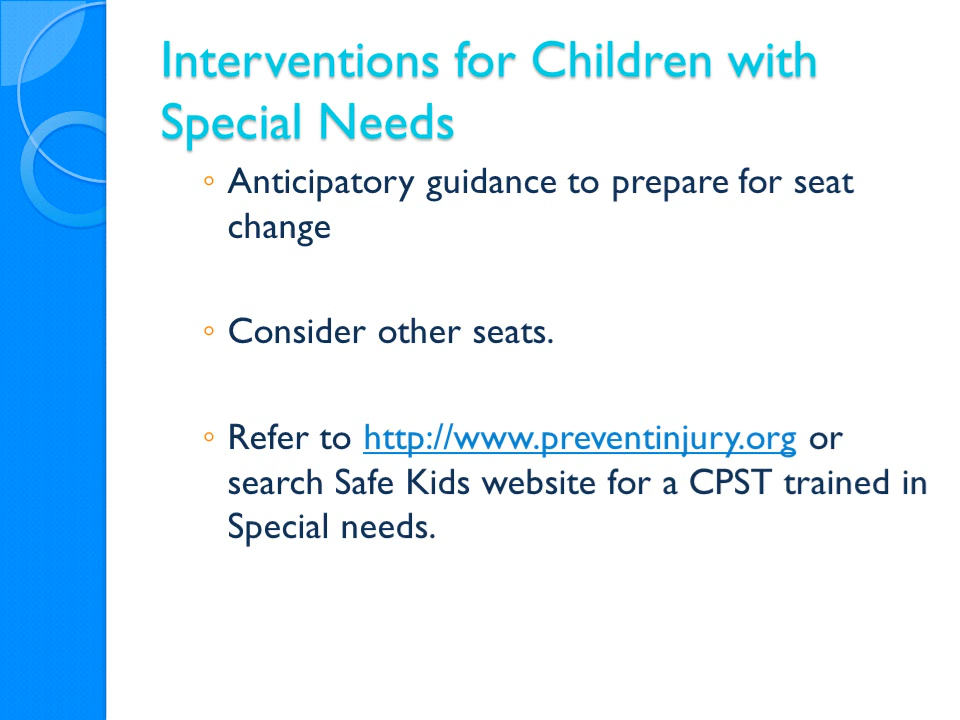 Interventions for Children with
Special Needs
◦ Anticipatory guidance to prepare for seat
change
◦ Consider other seats.
◦ Refer to http://www.preventinjury.org or
search Safe Kids website for a CPST trained in
Special needs.